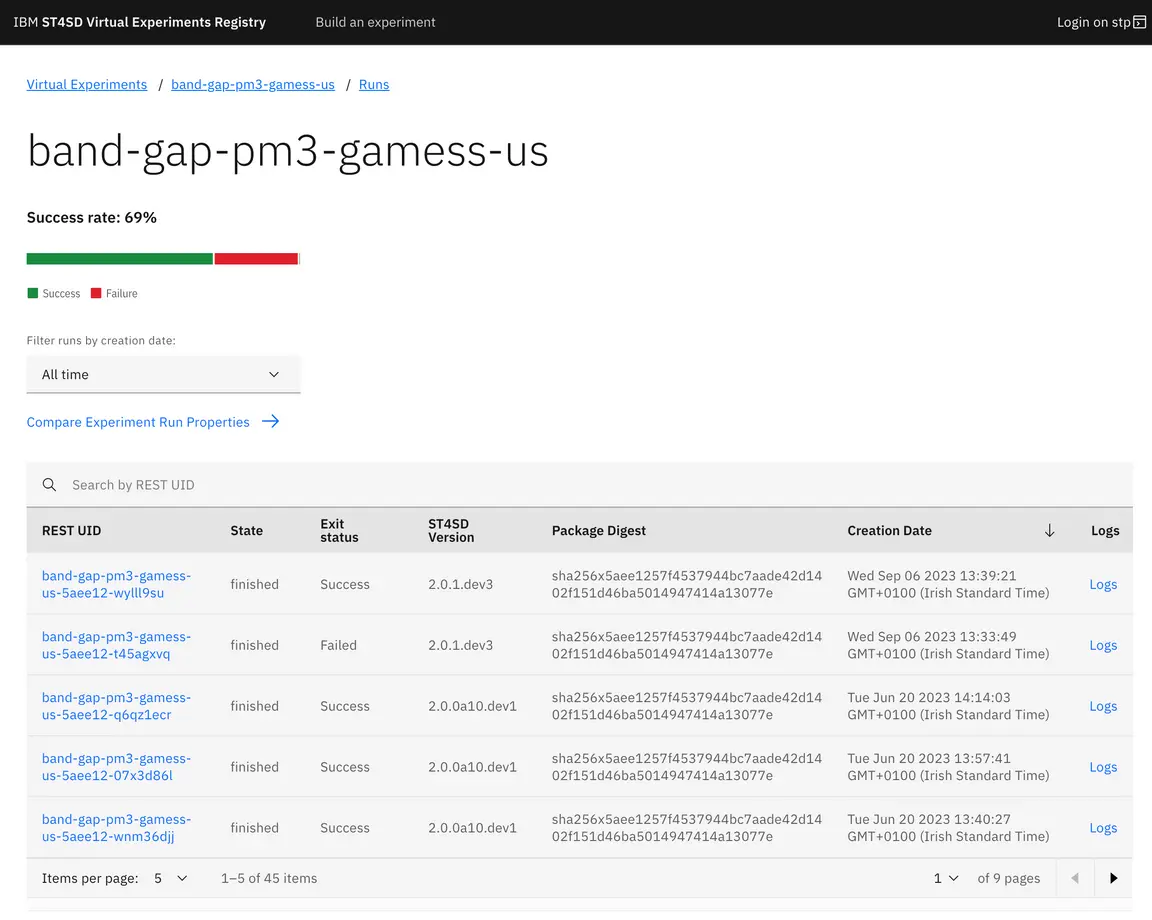 IBM ST4SD Virtual Experiments Registry
Build an experiment
Login on stp
Virtual Experiments / band-gap-pm3-gamess-us / Runs
band-gap-pm3-gamess-us
Success rate: 69%
Success
Failure
Filter runs by creation date:
All time
Compare Experiment Run Properties
Search by REST UID
REST UID
State
Exit
status
ST4SD
Version
Package Digest
Creation Date
Logs
band-gap-pm3-gamess-
us-5aee12-wylll9su
finished
Success
2.0.1.dev3
sha256x5aee1257f4537944bc7aade42d14
02f151d46ba5014947414a13077e
Wed Sep 06 2023 13:39:21
GMT+0100 (Irish Standard Time)
Logs
band-gap-pm3-gamess-
us-5aee12-t45agxvq
finished
Failed
2.0.1.dev3
sha256x5aee1257f4537944bc7aade42d14
02f151d46ba5014947414a13077e
Wed Sep 06 2023 13:33:49
GMT+0100 (Irish Standard Time)
Logs
band-gap-pm3-gamess-
us-5aee12-q6qz1ecr
finished
Success
2.0.0a10.dev1
sha256x5aee1257f4537944bc7aade42d14
02f151d46ba5014947414a13077e
Tue Jun 20 2023 14:14:03
GMT+0100 (Irish Standard Time)
Logs
band-gap-pm3-gamess-
us-5aee12-07x3d86l
finished
Success
2.0.0a10.dev1
sha256x5aee1257f4537944bc7aade42d14
02f151d46ba5014947414a13077e
Tue Jun 20 2023 13:57:41
GMT+0100 (Irish Standard Time)
Logs
band-gap-pm3-gamess-
us-5aee12-wnm36djj
finished
Success
2.0.0a10.dev1
sha256x5aee1257f4537944bc7aade42d14
02f151d46ba5014947414a13077e
Tue Jun 20 2023 13:40:27
GMT+0100 (Irish Standard Time)
Logs
Items per page: 5
1–5 of 45 items
1
of 9 pages